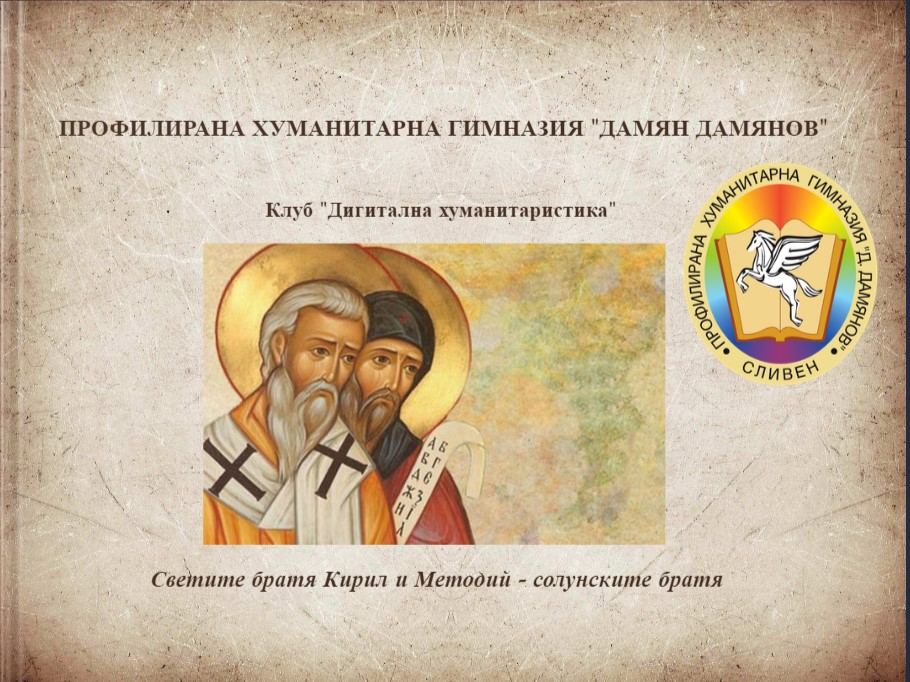 ПРОФИЛИРАНА ХУМАНИТАРНА ГИМНАЗИЯ "ДАМЯН ДАМЯНОВ"
Клуб "Дигитална хуманитаристика"
ПРОФИЛИРАНА ХУМАНИТАРНА ГИМНАЗИЯ "Д. ДАМЯНОВ"
СЛИВЕН
А Б
В Г
Д Є
Ж З
И І
А
Светите братя Кирил и Методий - солунските братя